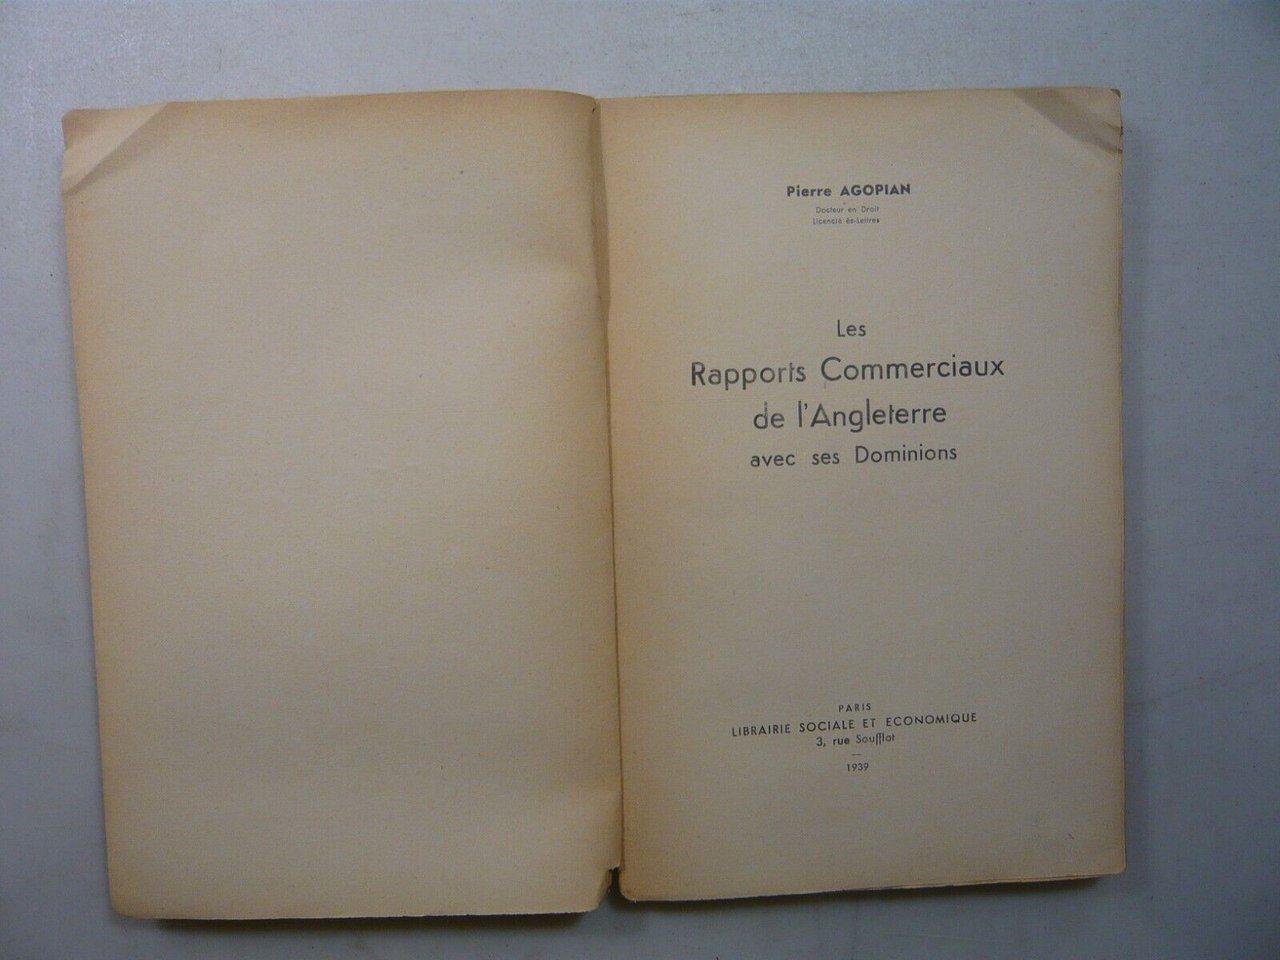 Pierre AGOPIAN
Docteur en Droit
Licencié ès-Lettres
Les
Rapports Commerciaux
de l'Angleterre
avec ses Dominions
PARIS
LIBRAIRIE SOCIALE ET ECONOMIQUE
3, rue Soufflot
1939